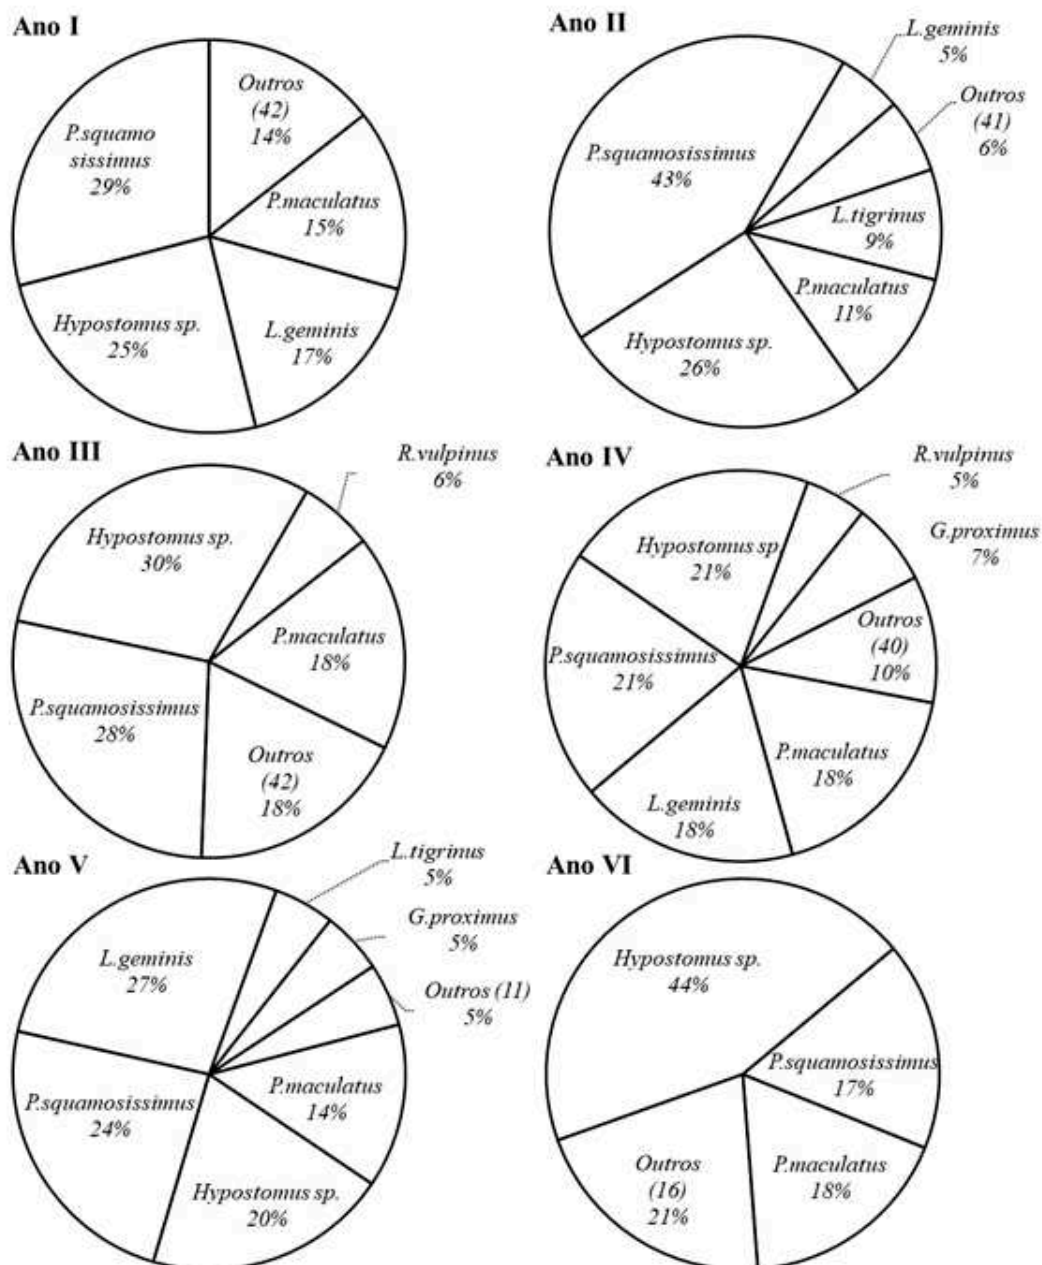 Ano I
Outros
(42)
14%
P.squamo
sissimus
29%
P.maculatus
15%
Hypostomus sp.
25%
L.geminis
17%
Ano II
L.geminis
5%
Outros
(41)
6%
P.squamosissimus
43%
L.tigrinus
9%
P.maculatus
11%
Hypostomus sp.
26%
Ano III
R.vulpinus
6%
Hypostomus sp.
30%
P.maculatus
18%
P.squamosissimus
28%
Outros
(42)
18%
Ano IV
R.vulpinus
5%
G.proximus
7%
Hypostomus sp.
21%
Outros
(40)
10%
P.squamosissimus
21%
P.maculatus
18%
L.geminis
18%
Ano V
L.tigrinus
5%
G.proximus
5%
L.geminis
27%
Outros (11)
5%
P.maculatus
14%
P.squamosissimus
24%
Hypostomus sp.
20%
Ano VI
Hypostomus sp.
44%
P.squamosissimus
17%
Outros
(16)
21%
P.maculatus
18%